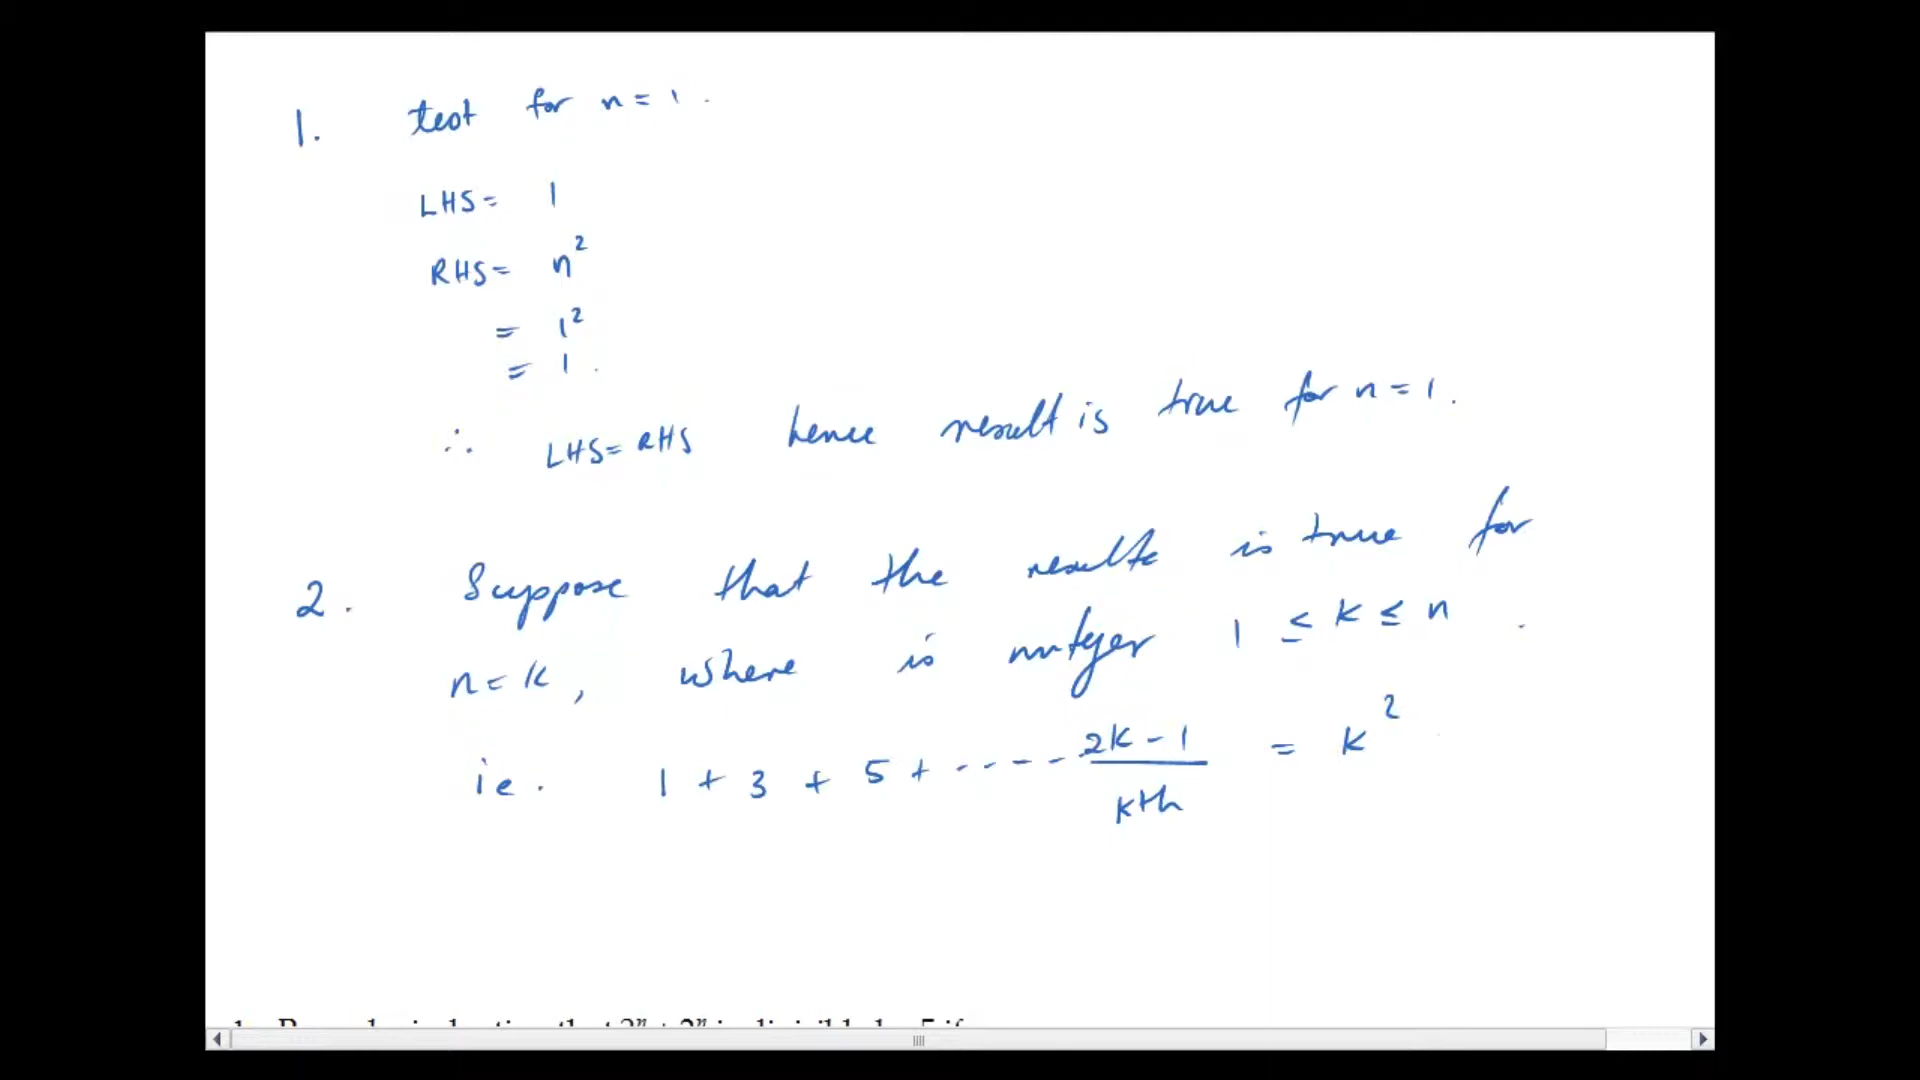 1. test for n = 1.
LHS = 1
RHS = n²
= 1²
= 1.
∴ LHS = RHS hence result is true for n = 1.
2. Suppose that the results is true for
n = k, where is integer 1 ≤ k ≤ n.
ie. 1 + 3 + 5 + ----- 2k - 1 = k²
kth